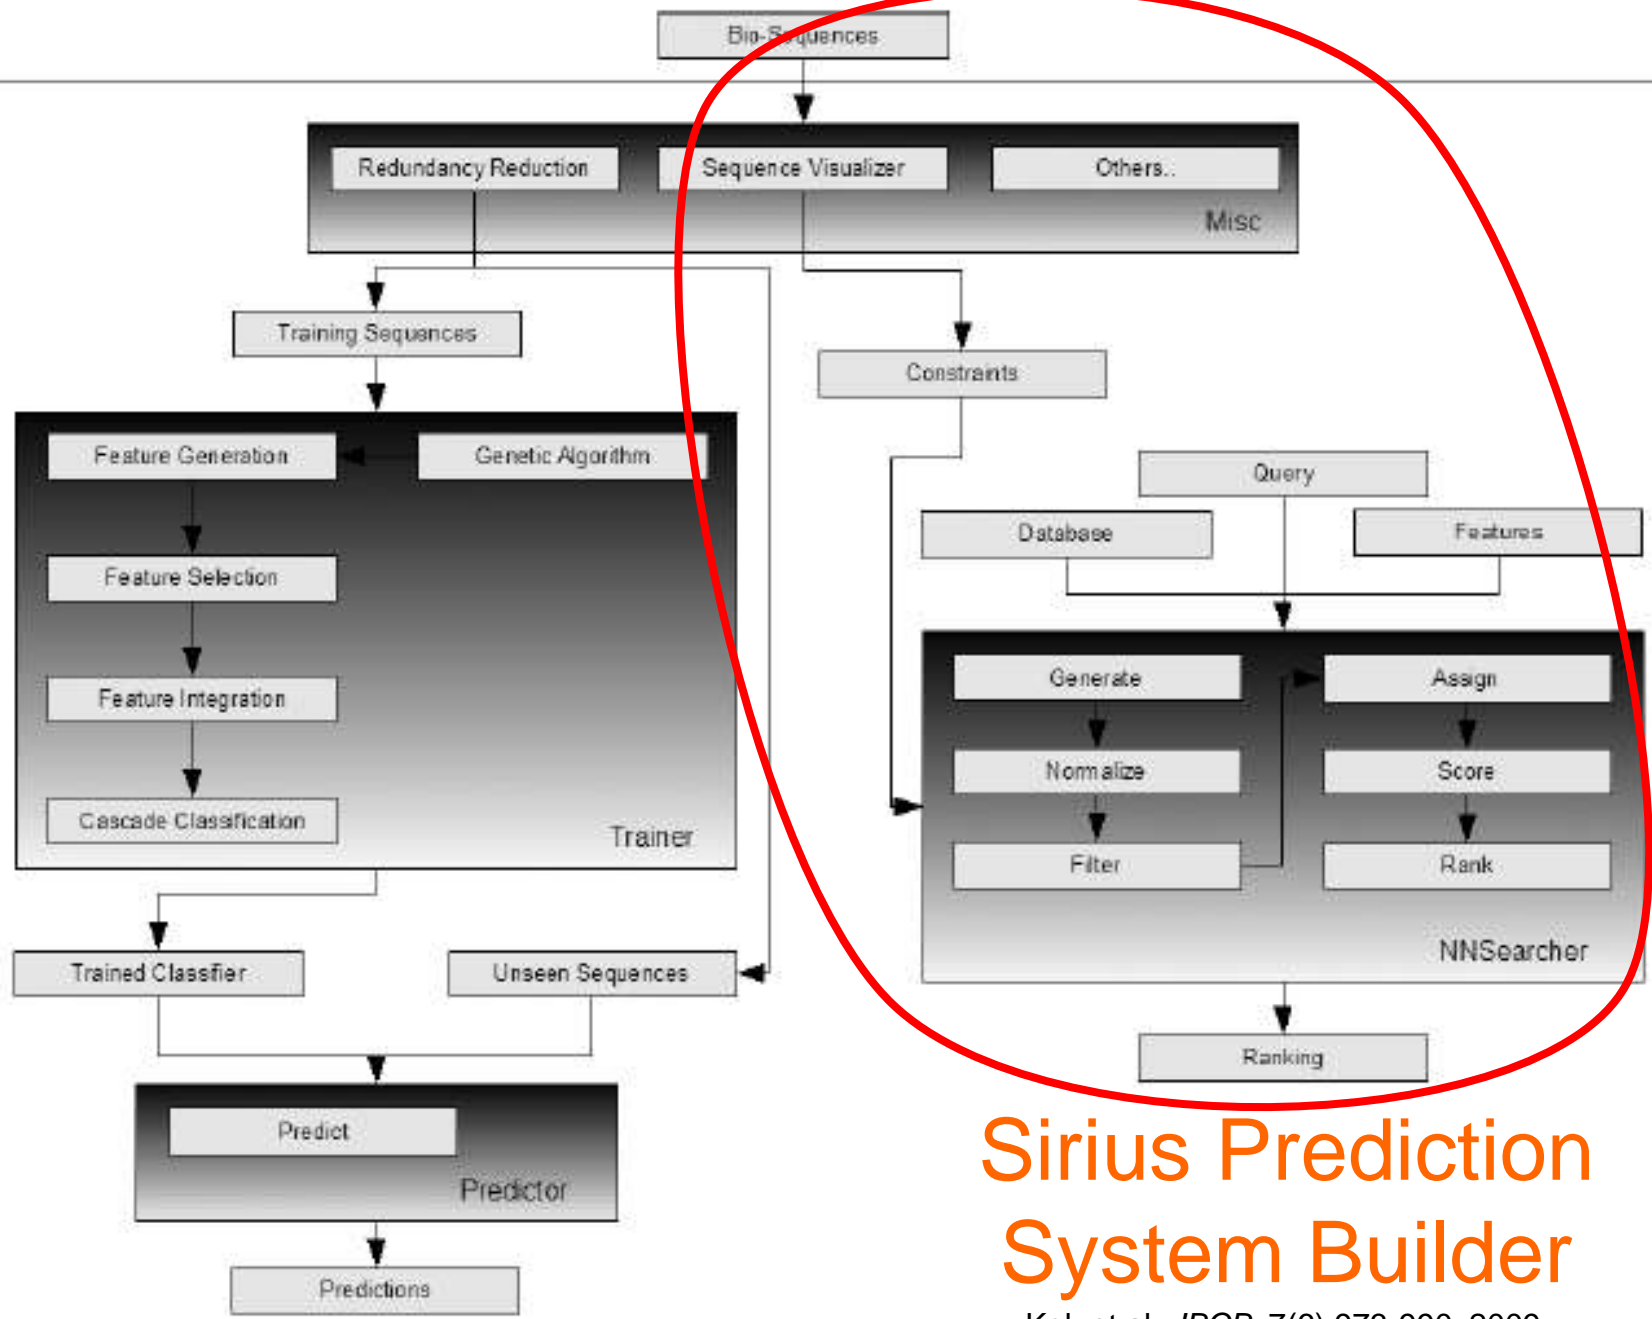 Bio-Sequences
Redundancy Reduction
Sequence Visualizer
Others..
Misc
Training Sequences
Constraints
Feature Generation
Genetic Algorithm
Query
Database
Features
Feature Selection
Feature Integration
Cascade Classification
Trainer
Generate
Assign
Normalize
Score
Filter
Rank
NNSearcher
Trained Classfier
Unseen Sequences
Ranking
Predict
Predictor
Predictions
Sirius Prediction
System Builder